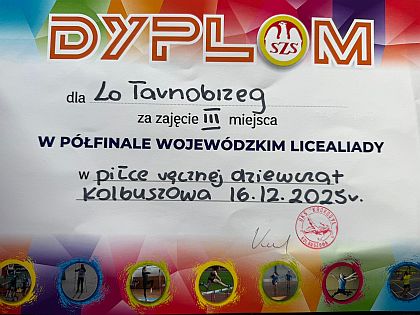 DYPLOM
SZS
dla Lo Tarnobrzeg
za zajęcie III miejsca
W PÓŁFINALE WOJEWÓDZKIM LICEALIADY
w piłce ręcznej dziewcząt
Kolbuszowa 16.12.2025r.